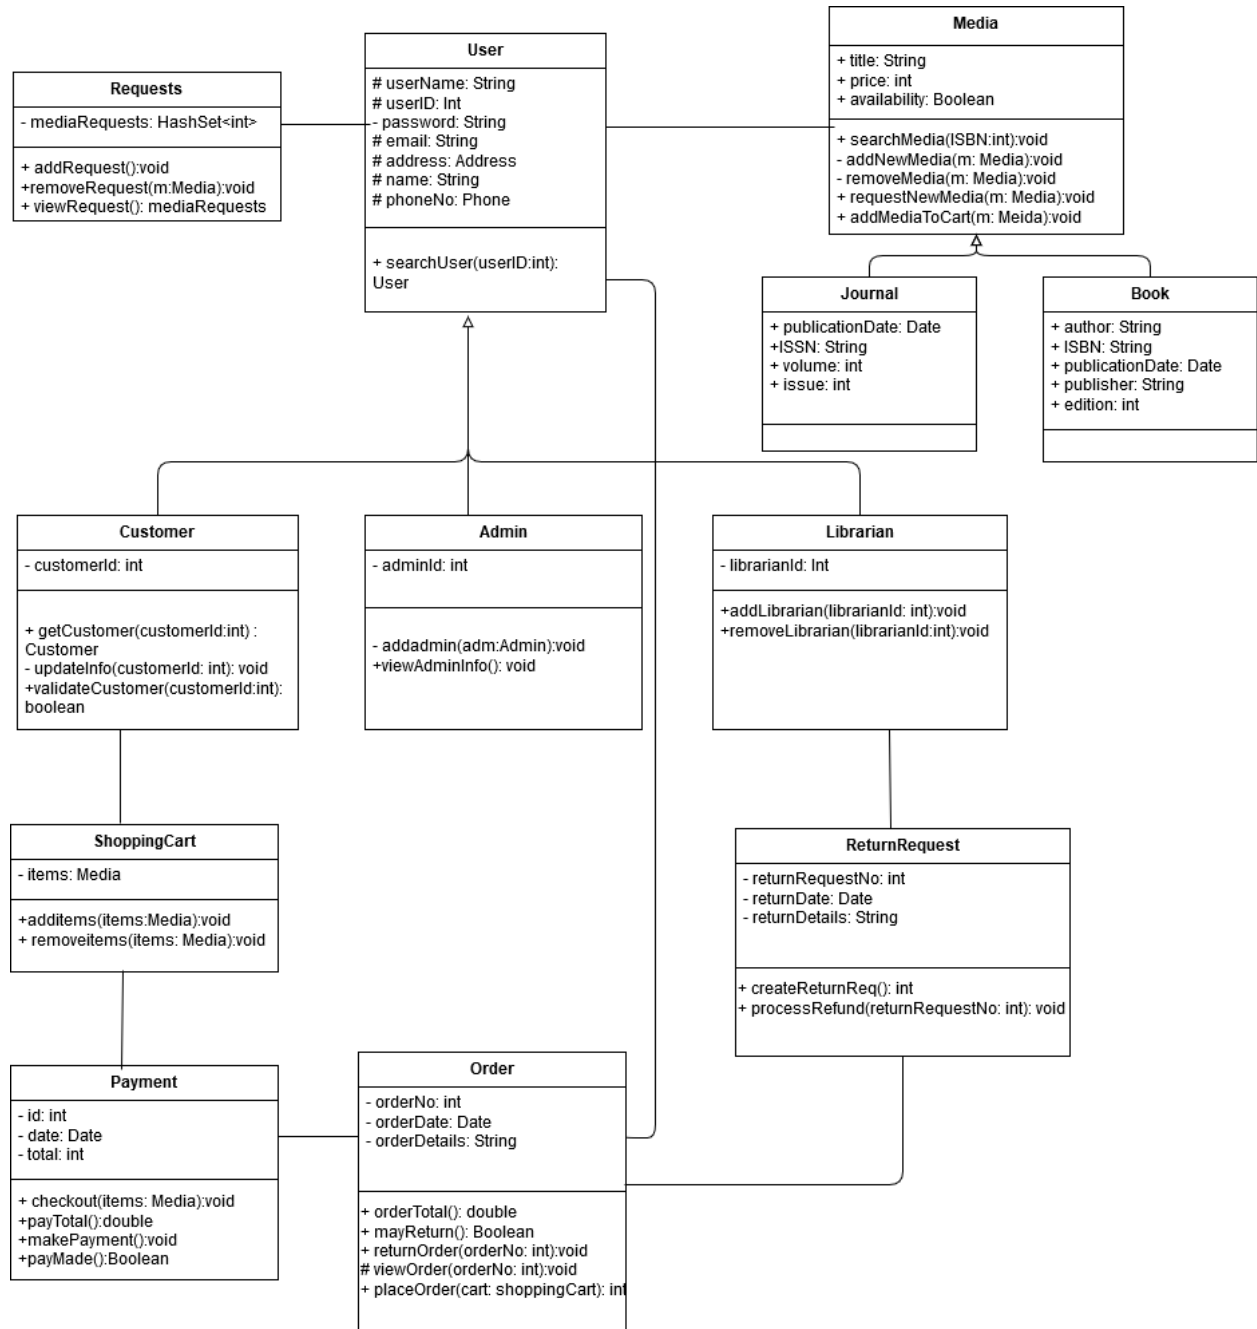 Requests
- mediaRequests: HashSet<int>
+ addRequest():void
+removeRequest(m:Media):void
+ viewRequest(): mediaRequests
User
# userName: String
# userID: Int
- password: String
# email: String
# address: Address
# name: String
# phoneNo: Phone
+ searchUser(userID:int):
User
Media
+ title: String
+ price: int
+ availability: Boolean
+ searchMedia(ISBN:int):void
- addNewMedia(m: Media):void
- removeMedia(m: Media):void
+ requestNewMedia(m: Media):void
+ addMediaToCart(m: Meida):void
Journal
+ publicationDate: Date
+ISSN: String
+ volume: int
+ issue: int
Book
+ author: String
+ ISBN: String
+ publicationDate: Date
+ publisher: String
+ edition: int
Customer
- customerId: int
+ getCustomer(customerId:int) :
Customer
- updateInfo(customerId: int): void
+validateCustomer(customerId:int):
boolean
Admin
- adminId: int
- addadmin(adm:Admin):void
+viewAdminInfo(): void
Librarian
- librarianId: Int
+addLibrarian(librarianId: int):void
+removeLibrarian(librarianId:int):void
ShoppingCart
- items: Media
+additems(items:Media):void
+ removeitems(items: Media):void
ReturnRequest
- returnRequestNo: int
- returnDate: Date
- returnDetails: String
+ createReturnReq(): int
+ processRefund(returnRequestNo: int): void
Payment
- id: int
- date: Date
- total: int
+ checkout(items: Media):void
+payTotal():double
+makePayment():void
+payMade():Boolean
Order
- orderNo: int
- orderDate: Date
- orderDetails: String
+ orderTotal(): double
+ mayReturn(): Boolean
+ returnOrder(orderNo: int):void
# viewOrder(orderNo: int):void
+ placeOrder(cart: shoppingCart): int